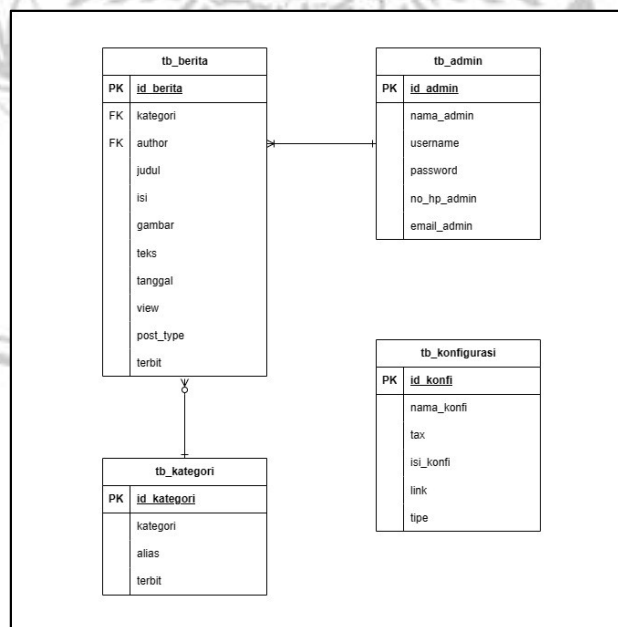 tb_berita
PK id_berita
FK kategori
FK author
judul
isi
gambar
teks
tanggal
view
post_type
terbit
tb_admin
PK id_admin
nama_admin
username
password
no_hp_admin
email_admin
tb_konfigurasi
PK id_konfi
nama_konfi
tax
isi_konfi
link
tipe
tb_kategori
PK id_kategori
kategori
alias
terbit